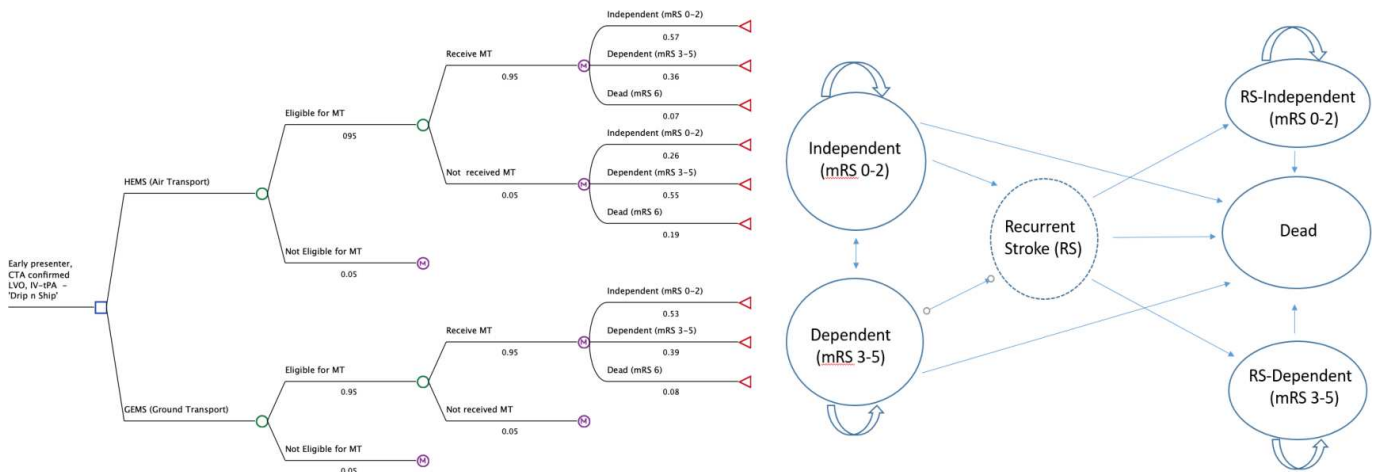 Independent (mRS 0-2)
0.57
Receive MT
Dependent (mRS 3-5)
0.95
0.36
Dead (mRS 6)
0.07
Eligible for MT
095
Independent (mRS 0-2)
0.26
Not received MT
Dependent (mRS 3-5)
0.05
0.55
Dead (mRS 6)
0.19
HEMS (Air Transport)
Not Eligible for MT
0.05
Early presenter,
CTA confirmed
LVO, IV-tPA -
'Drip n Ship'
Independent (mRS 0-2)
0.53
Receive MT
Dependent (mRS 3-5)
0.95
0.39
Dead (mRS 6)
0.08
Eligible for MT
0.95
Not received MT
0.05
GEMS (Ground Transport)
Not Eligible for MT
0.05
M
M
M
M
M
M
Independent
(mRS 0-2)
Dependent
(mRS 3-5)
Recurrent
Stroke (RS)
RS-Independent
(mRS 0-2)
Dead
RS-Dependent
(mRS 3-5)